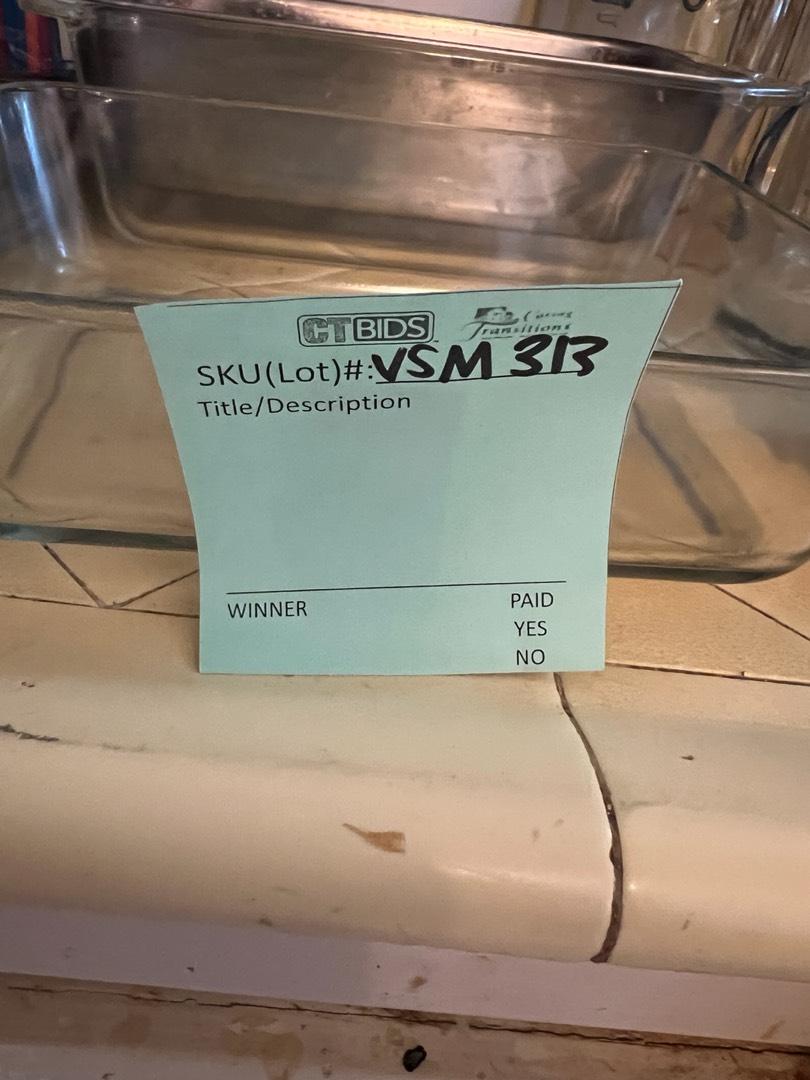 CTBIDS Caring Transitions
SKU(Lot)#: VSM 313
Title/Description
WINNER PAID
YES
NO